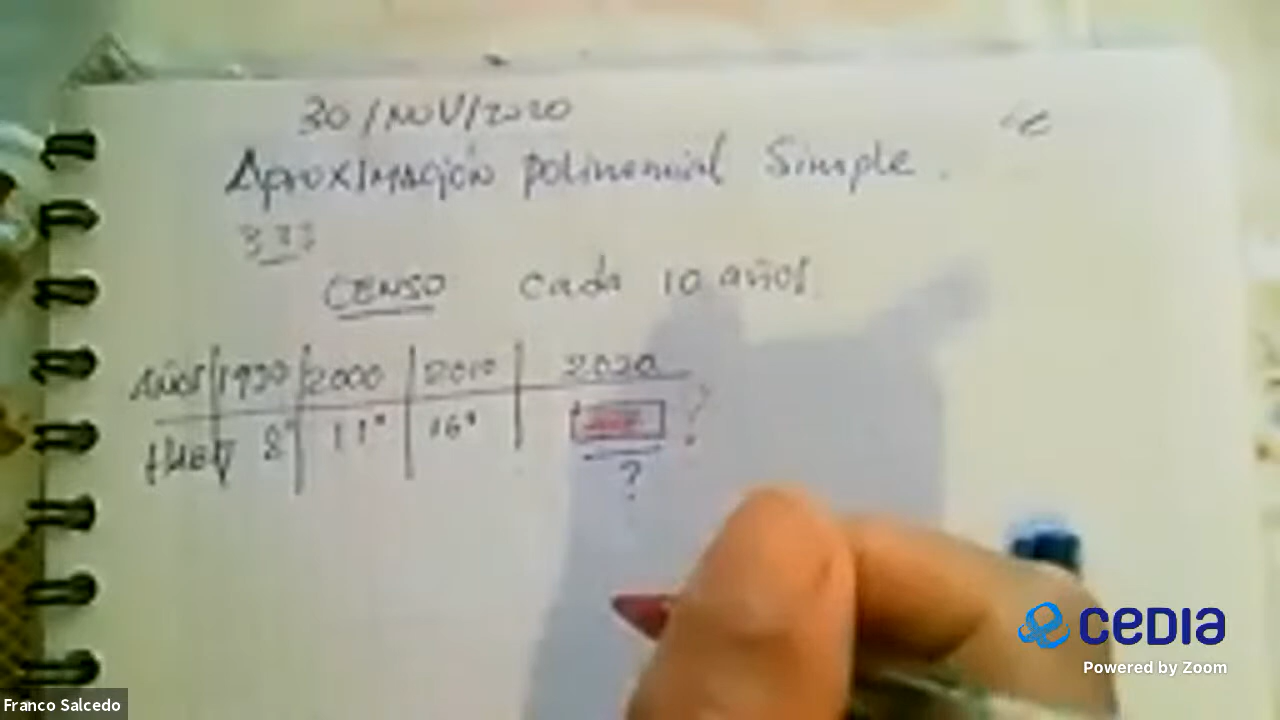 30/NOV/2020
Aproximación polinomial Simple.
CENSO cada 10 años.
Años 1990 2000 2010 2020
8° 11° 16° ?
?
CEDIA
Powered by Zoom
Franco Salcedo